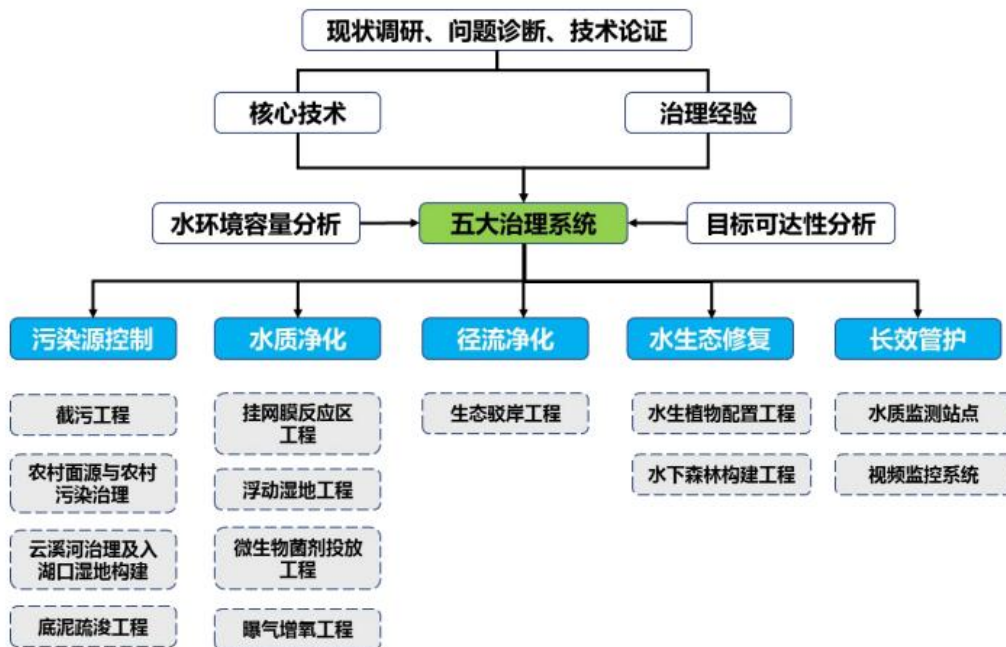 现状调研、问题诊断、技术论证
核心技术
治理经验
水环境容量分析
五大治理系统
目标可达性分析
污染源控制
水质净化
径流净化
水生态修复
长效管护
截污工程
挂网膜反应区
工程
生态驳岸工程
水生植物配置工程
水质监测站点
农村面源与农村
污染治理
浮动湿地工程
水下森林构建工程
视频监控系统
云溪河治理及入
湖口湿地构建
微生物菌剂投放
工程
底泥疏浚工程
曝气增氧工程